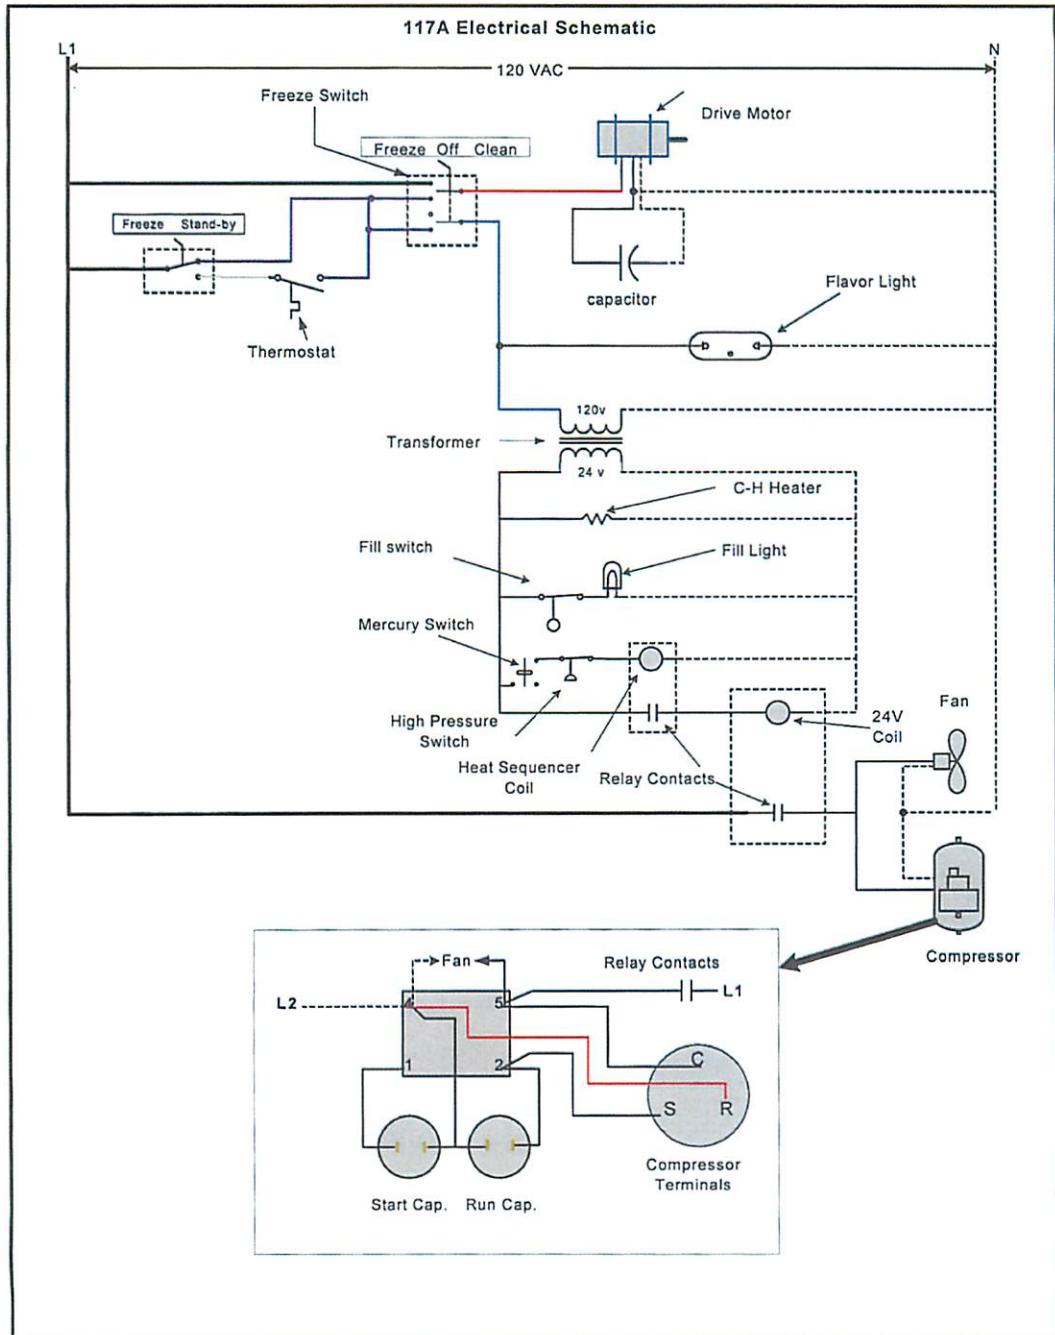 117A Electrical Schematic
L1
N
120 VAC
Freeze Switch
Drive Motor
Freeze Off Clean
Freeze Stand-by
capacitor
Flavor Light
Thermostat
120v
Transformer
24 v
C-H Heater
Fill switch
Fill Light
Mercury Switch
High Pressure
Switch
Heat Sequencer
Coil
Relay Contacts
24V
Coil
Fan
Compressor
Fan
Relay Contacts
L2
4
5
L1
1
2
C
S
R
Start Cap.
Run Cap.
Compressor
Terminals